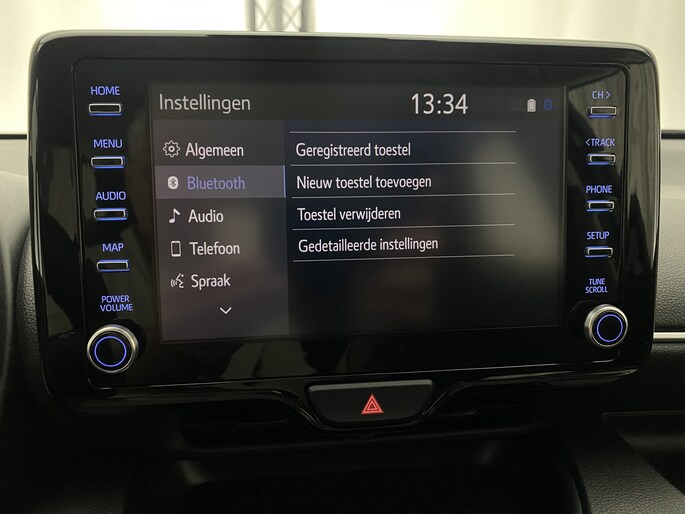 HOME
MENU
AUDIO
MAP
POWER
VOLUME
Instellingen
13:34
Algemeen
Bluetooth
Audio
Telefoon
Spraak
Geregistreerd toestel
Nieuw toestel toevoegen
Toestel verwijderen
Gedetailleerde instellingen
CH >
< TRACK
PHONE
SETUP
TUNE
SCROLL